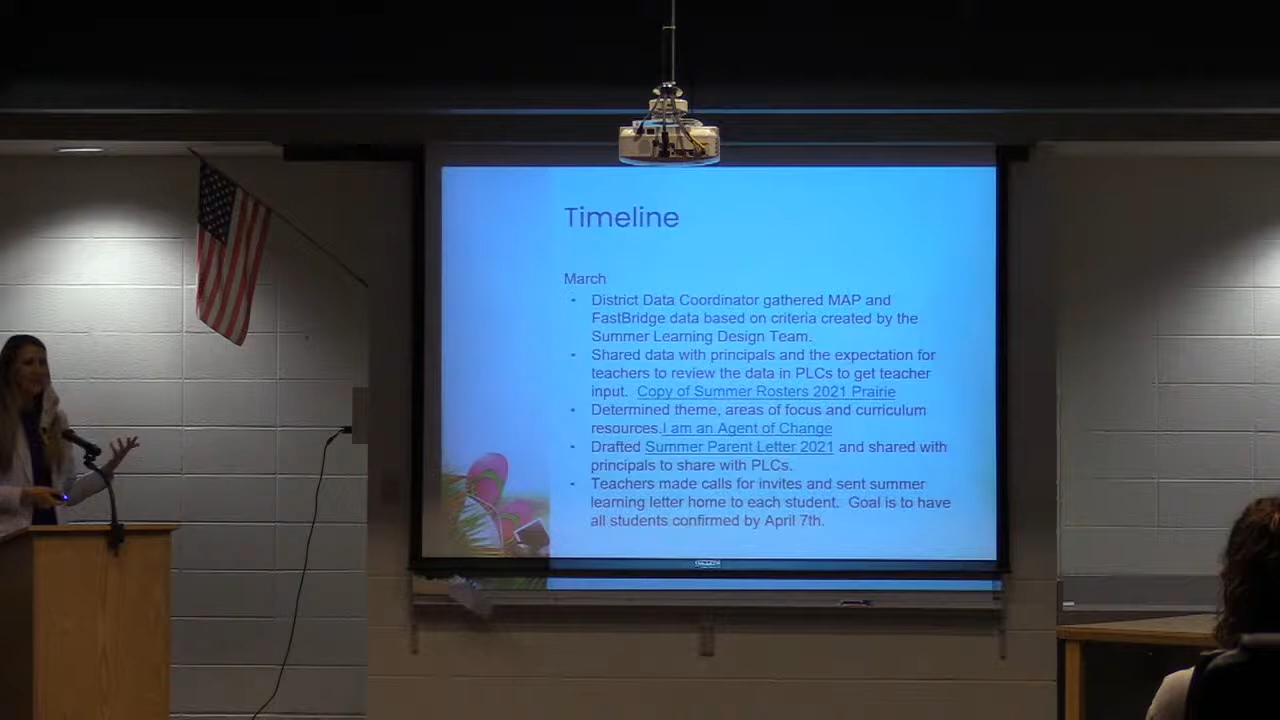 Timeline
March
- District Data Coordinator gathered MAP and
FastBridge data based on criteria created by the
Summer Learning Design Team.
- Shared data with principals and the expectation for
teachers to review the data in PLCs to get teacher
input. Copy of Summer Rosters 2021 Prairie
- Determined theme, areas of focus and curriculum
resources.I am an Agent of Change
- Drafted Summer Parent Letter 2021 and shared with
principals to share with PLCs.
- Teachers made calls for invites and sent summer
learning letter home to each student. Goal is to have
all students confirmed by April 7th.